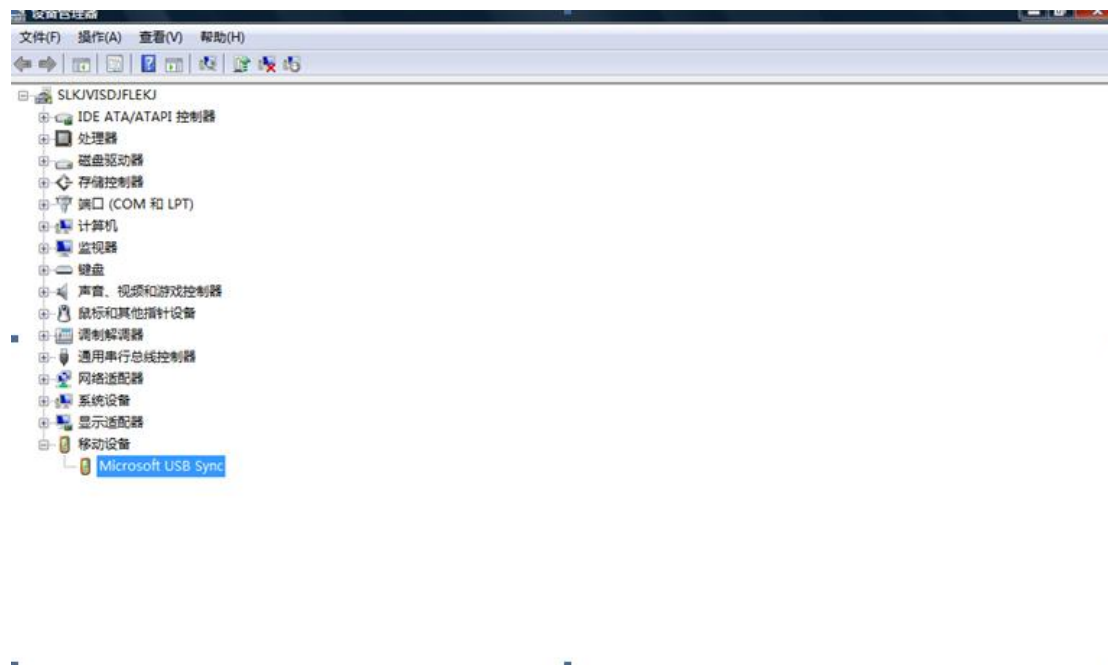 设备管理器
文件(F) 操作(A) 查看(V) 帮助(H)
SLKJVISDJFLEKJ
IDE ATA/ATAPI 控制器
处理器
磁盘驱动器
存储控制器
端口 (COM 和 LPT)
计算机
监视器
键盘
声音、视频和游戏控制器
鼠标和其他指针设备
调制解调器
通用串行总线控制器
网络适配器
系统设备
显示适配器
移动设备
Microsoft USB Sync